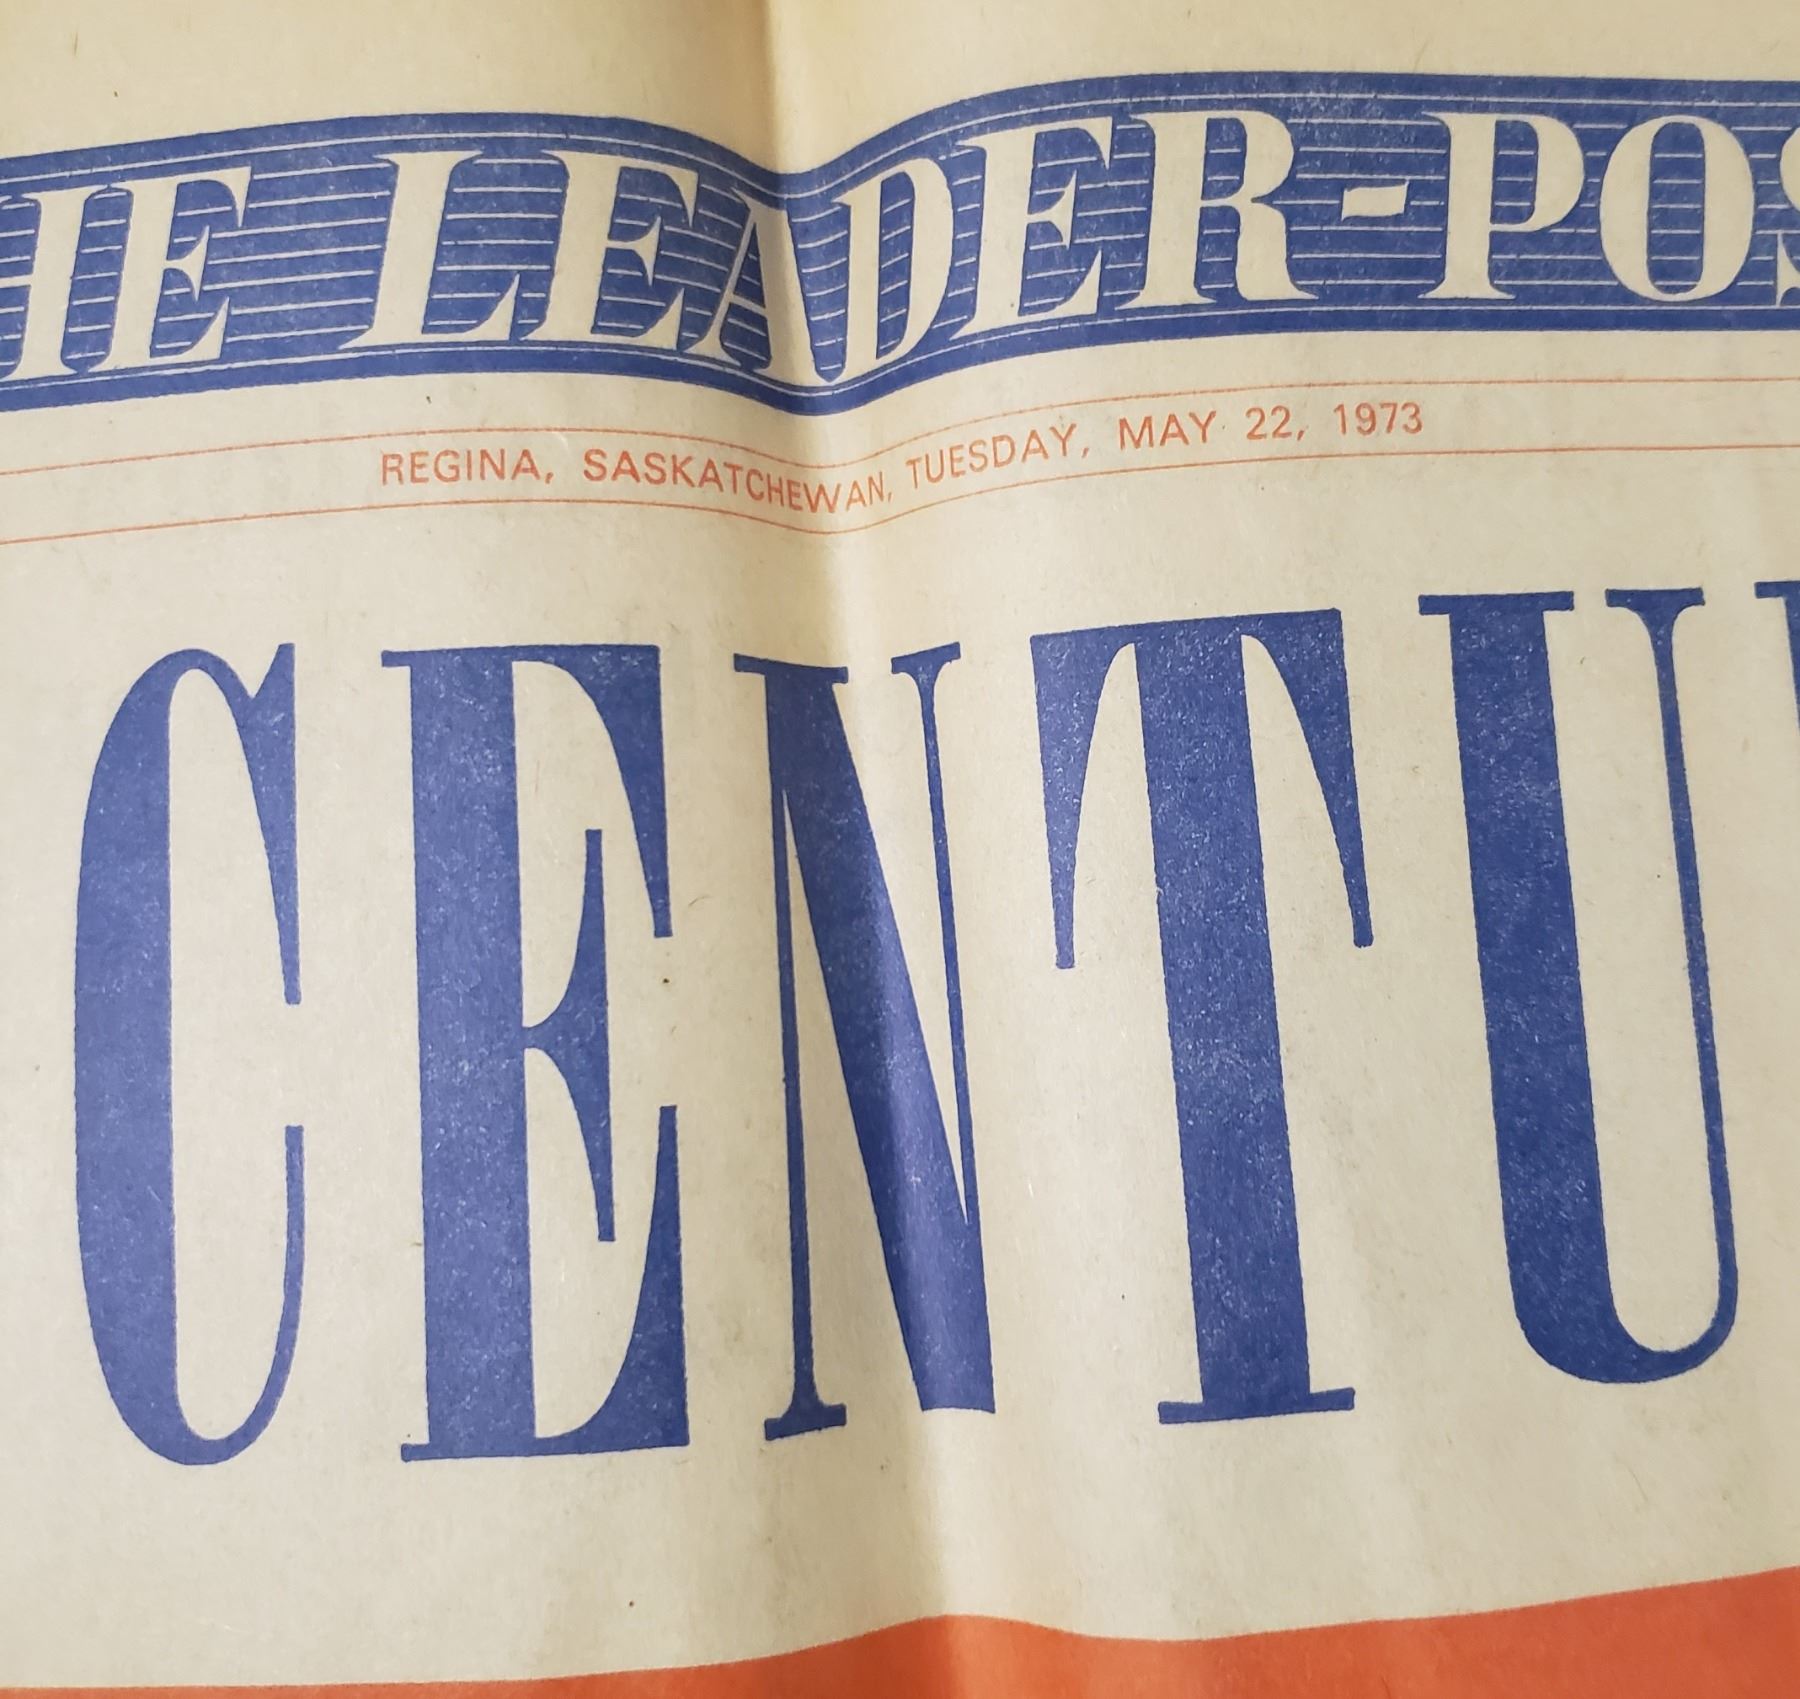 HE LEADER-POS
REGINA, SASKATCHEWAN, TUESDAY, MAY 22, 1973
CENTU